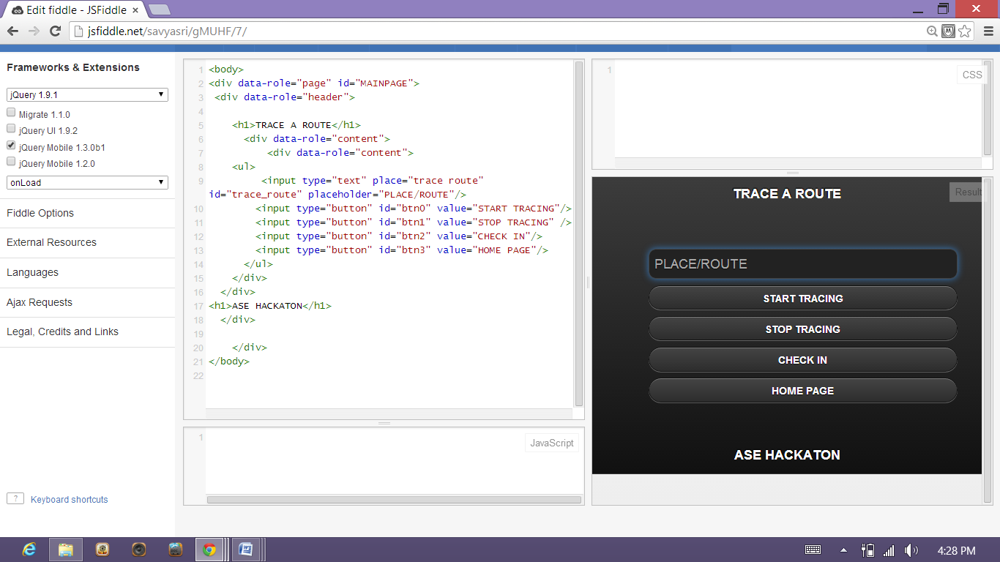 Edit fiddle - JSFiddle
jsfiddle.net/savyasri/gMUHF/7/
Frameworks & Extensions
jQuery 1.9.1
Migrate 1.1.0
jQuery UI 1.9.2
jQuery Mobile 1.3.0b1
jQuery Mobile 1.2.0
onLoad
Fiddle Options
External Resources
Languages
Ajax Requests
Legal, Credits and Links
? Keyboard shortcuts
1 <body>
2 <div data-role="page" id="MAINPAGE">
3 <div data-role="header">
4
5 <h1>TRACE A ROUTE</h1>
6 <div data-role="content">
7 <div data-role="content">
8 <ul>
9 <input type="text" place="trace route"
id="trace_route" placeholder="PLACE/ROUTE"/>
10 <input type="button" id="btn0" value="START TRACING"/>
11 <input type="button" id="btn1" value="STOP TRACING" />
12 <input type="button" id="btn2" value="CHECK IN"/>
13 <input type="button" id="btn3" value="HOME PAGE"/>
14 </ul>
15 </div>
16 </div>
17 <h1>ASE HACKATON</h1>
18 </div>
19
20 </div>
21 </body>
22
1
JavaScript
1
CSS
Result
TRACE A ROUTE
PLACE/ROUTE
START TRACING
STOP TRACING
CHECK IN
HOME PAGE
ASE HACKATON
4:28 PM